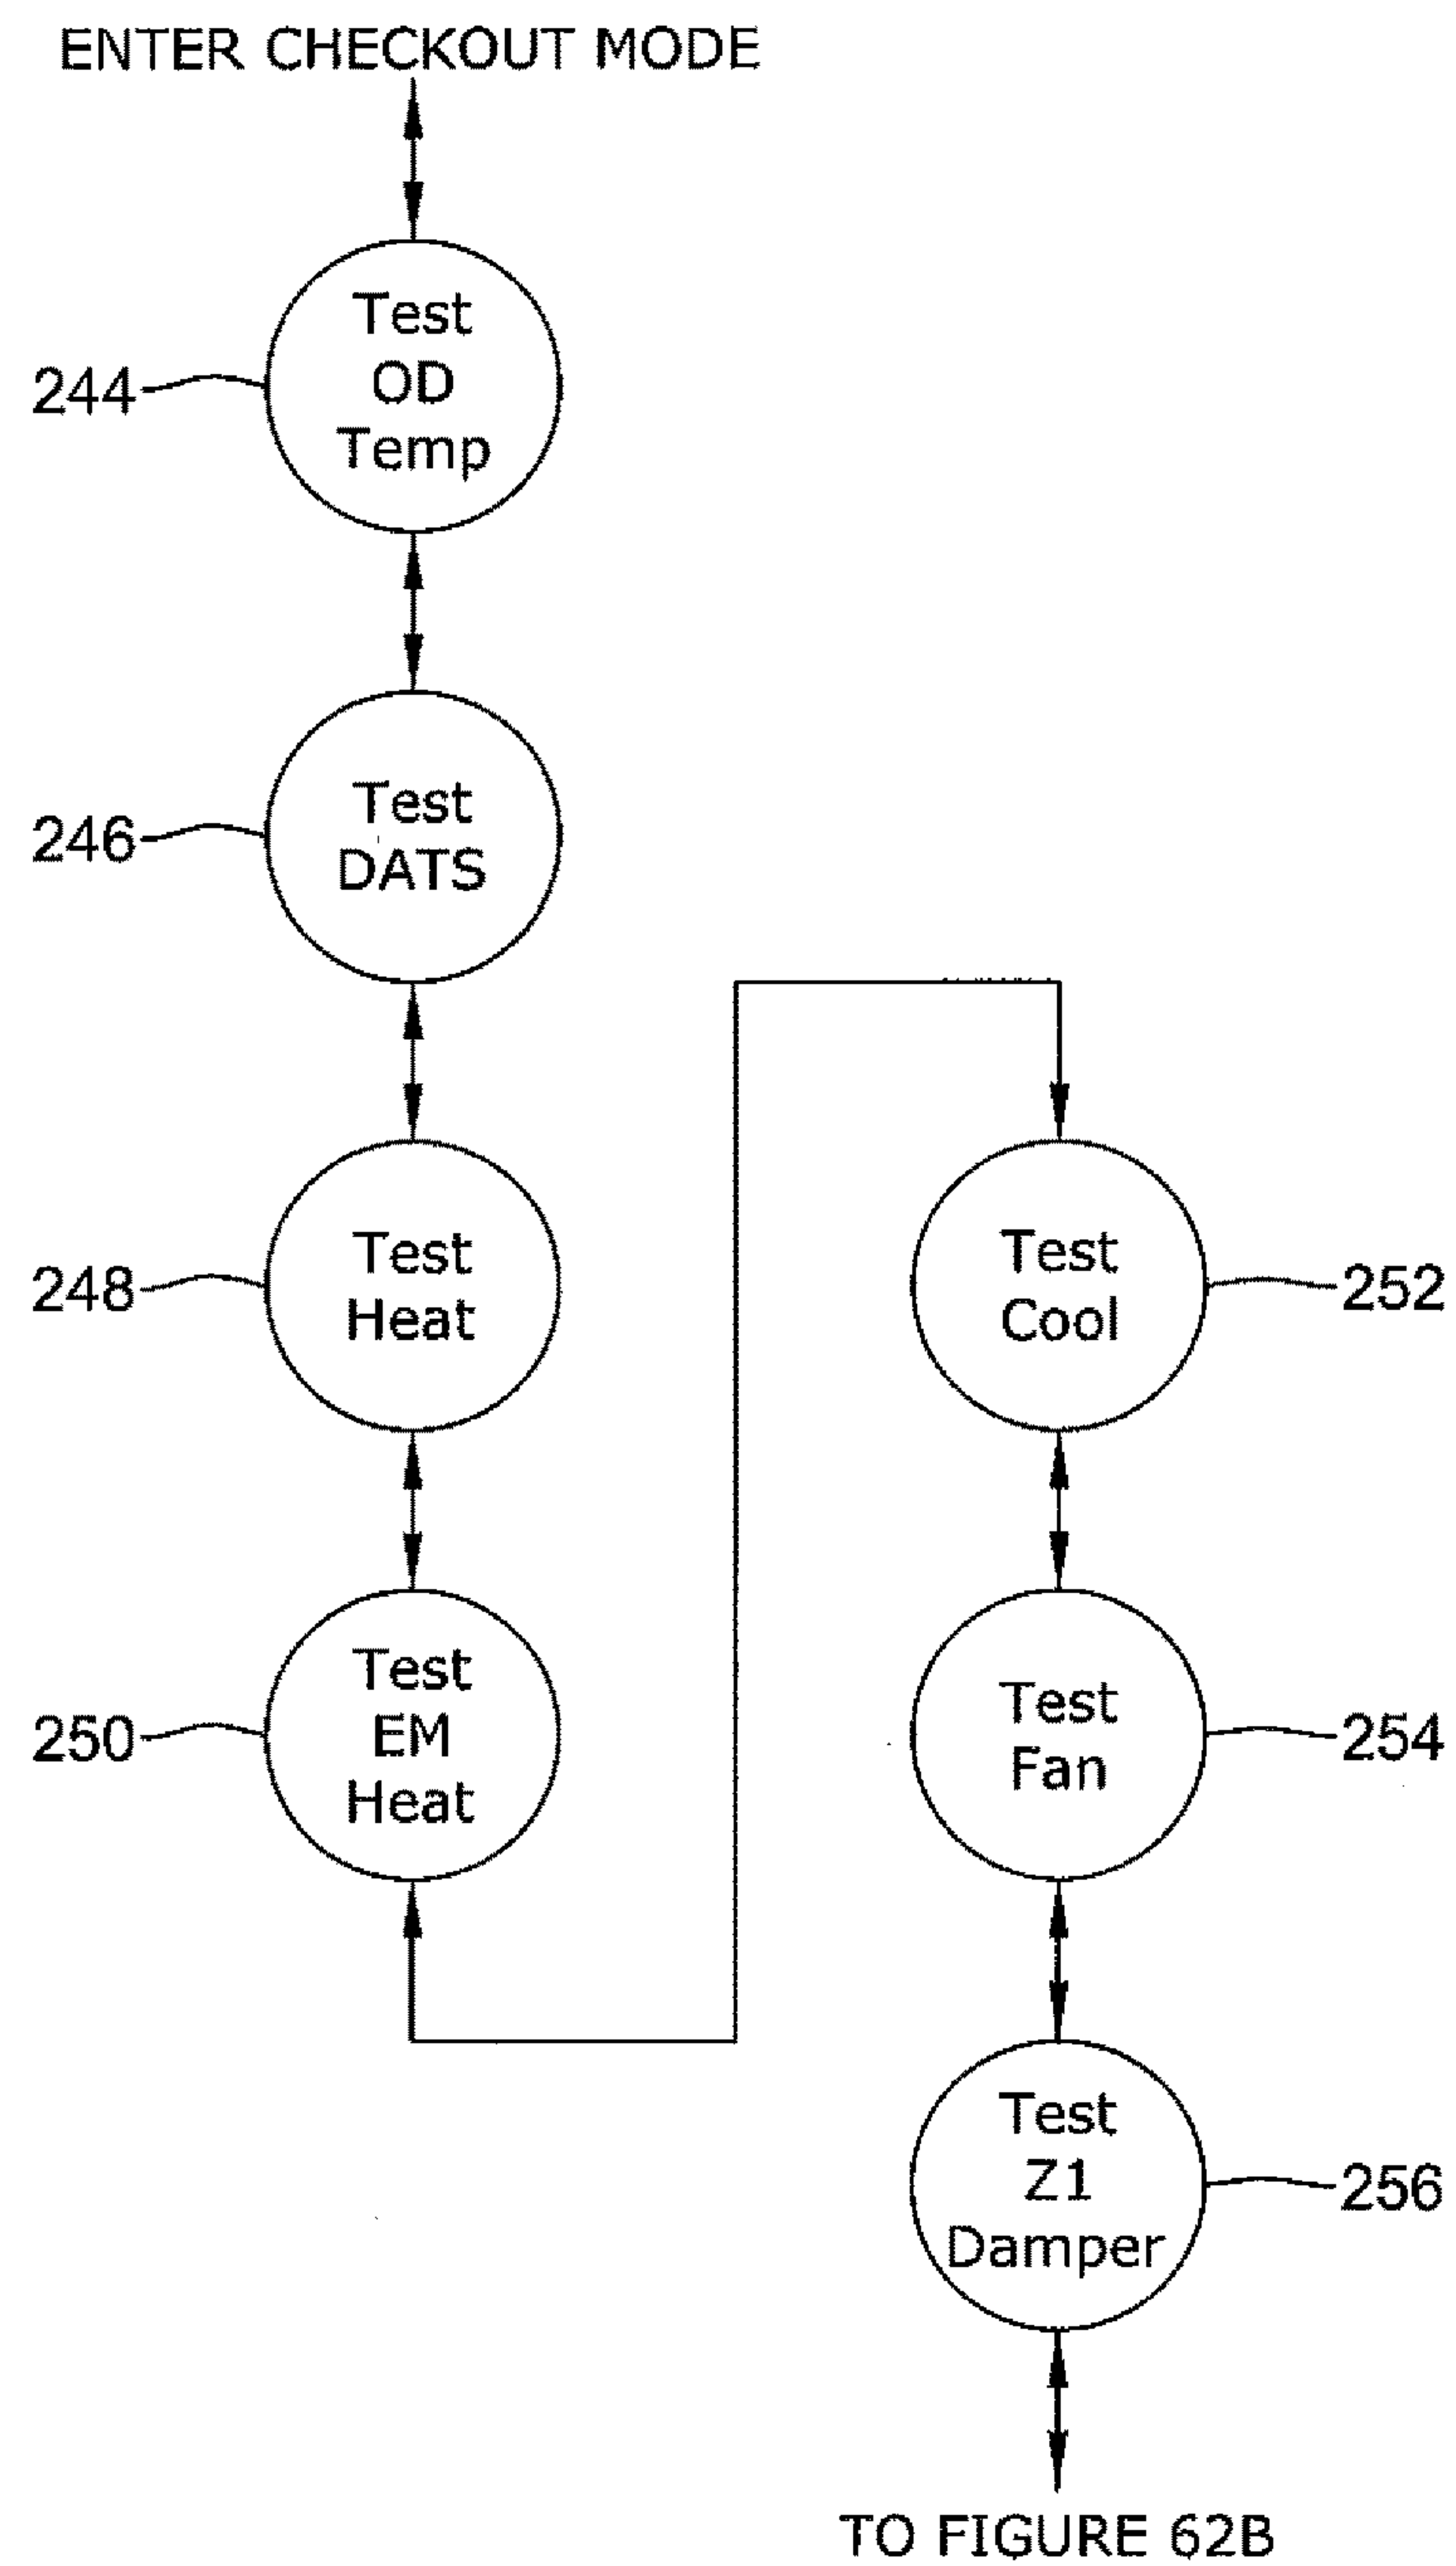 ENTER CHECKOUT MODE
244
Test
OD
Temp
246
Test
DATS
248
Test
Heat
250
Test
EM
Heat
252
Test
Cool
254
Test
Fan
256
Test
Z1
Damper
TO FIGURE 62B